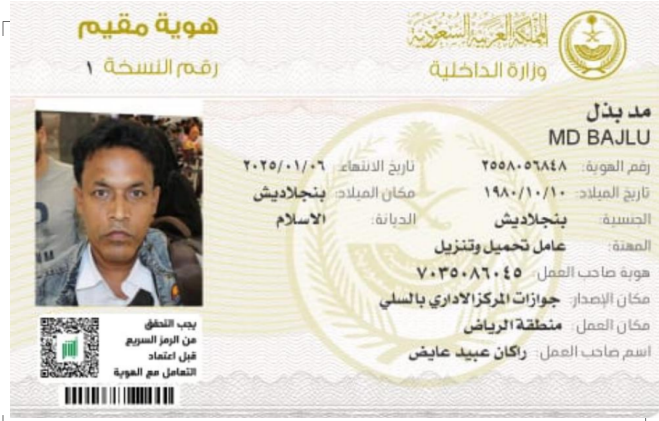 هوية مقيم
رقم النسخة ١
المملكة العربية السعودية
وزارة الداخلية
مد بذل
MD BAJLU
رقم الهوية: ٢٥٥٨٠٥٦٨٤٨ تاريخ الانتهاء: ٢٠٢٥/٠١/٠٦
تاريخ الميلاد: ١٩٨٠/١٠/١٠ مكان الميلاد: بنجلاديش
الجنسية: بنجلاديش الديانة: الاسلام
المهنة: عامل تحميل وتنزيل
هوية صاحب العمل: ٧٠٣٥٠٨٦٠٤٥
مكان الإصدار: جوازات المركز الاداري بالسلي
مكان العمل: منطقة الرياض
اسم صاحب العمل: راكان عبيد عايض
يجب التحقق
من الرمز السريع
قبل اعتماد
التعامل مع الهوية